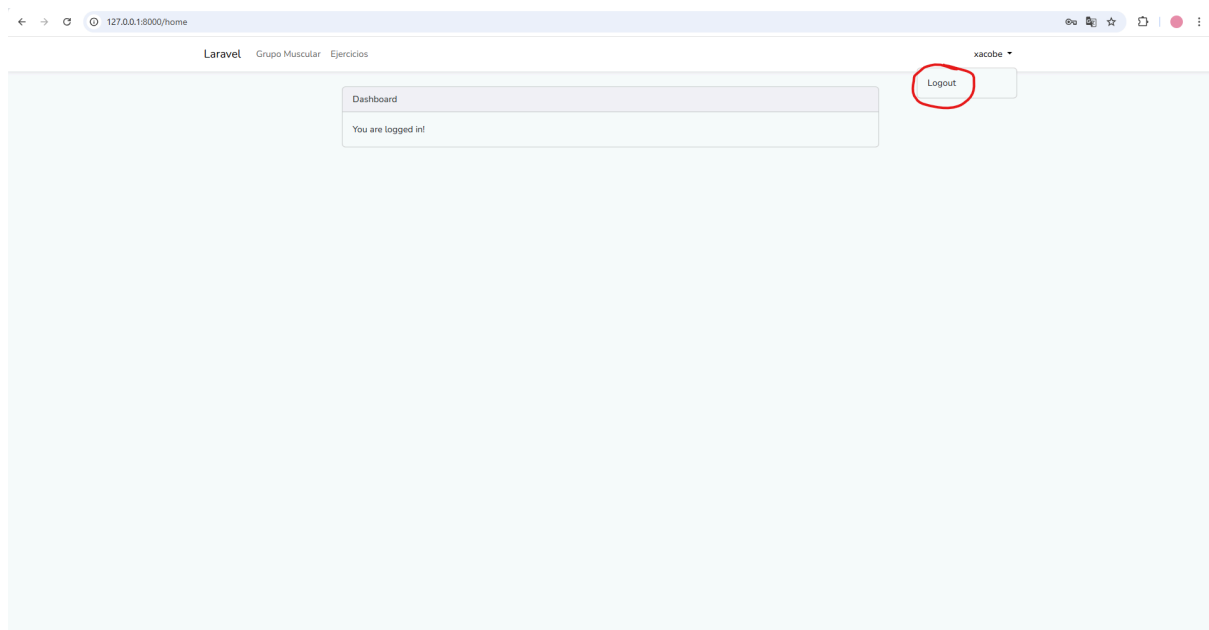 127.0.0.1:8000/home
Laravel Grupo Muscular Ejercicios xacobe
Logout
Dashboard
You are logged in!